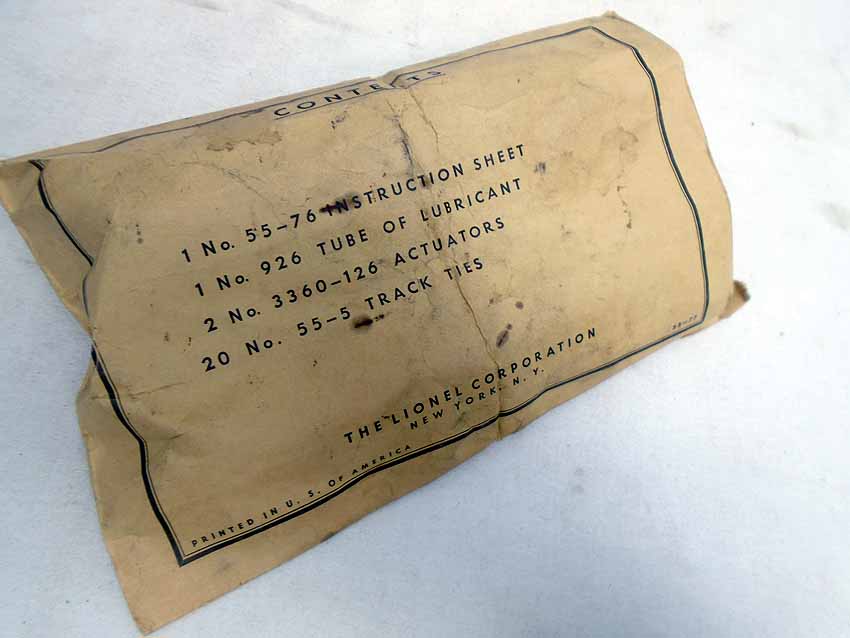 CONTENTS
1 No. 55-76 INSTRUCTION SHEET
1 No. 926 TUBE OF LUBRICANT
2 No. 3360-126 ACTUATORS
20 No. 55-5 TRACK TIES
THE LIONEL CORPORATION
NEW YORK, N. Y.
PRINTED IN U. S. OF AMERICA